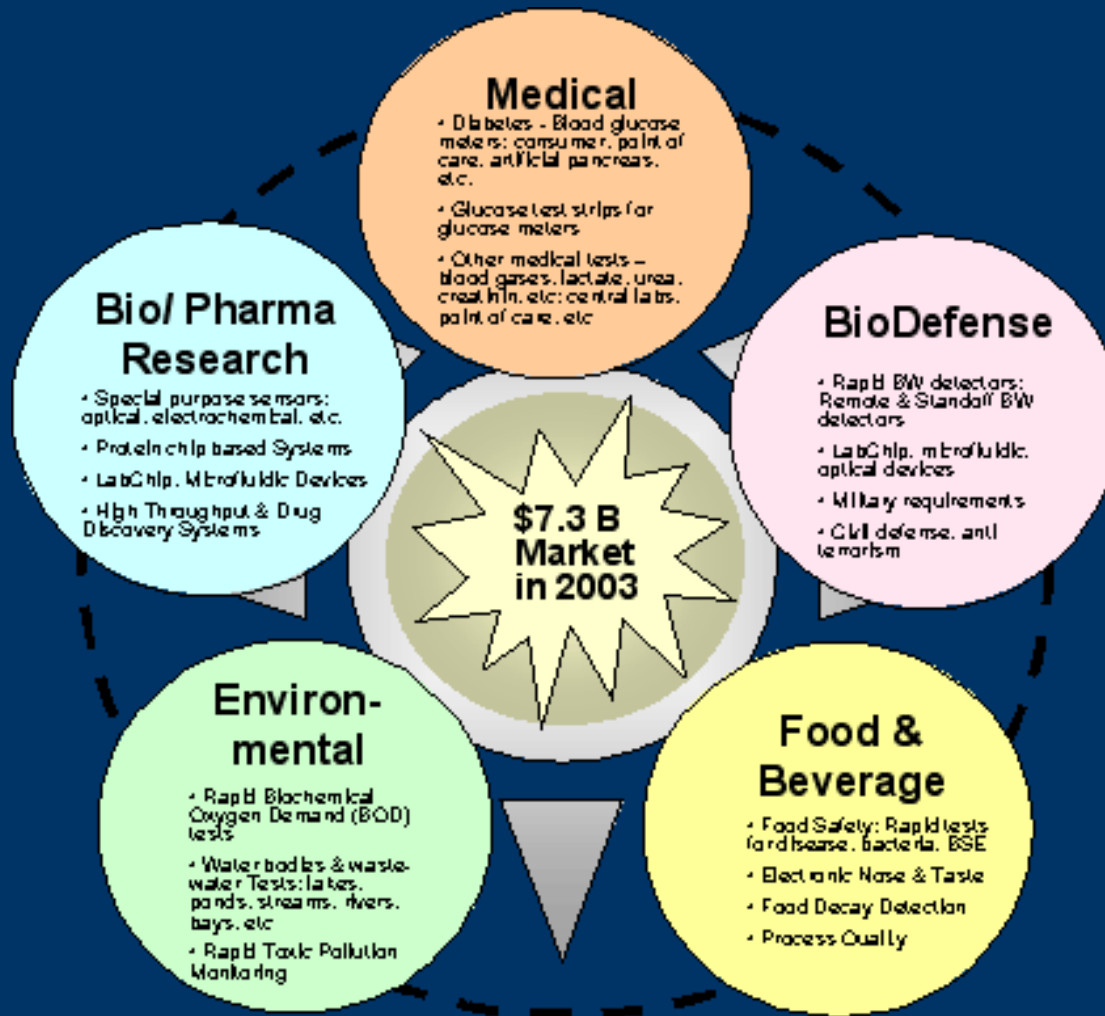 Medical
• Diabetes - Blood glucose
meters: consumer, point of
care, artificial pancreas,
etc.
• Glucose test strips for
glucose meters
• Other medical tests –
blood gases, lactate, urea,
creatinin, etc: central labs,
point of care, etc
Bio/ Pharma
Research
• Special purpose sensors:
optical, electrochemical, etc.
• Protein chip based Systems
• LabChip, Microfluidic Devices
• High Throughput & Drug
Discovery Systems
BioDefense
• Rapid BW detectors:
Remote & Standoff BW
detectors
• LabChip, microfluidic,
optical devices
• Military requirements
• Civil defense, anti
terrorism
$7.3 B
Market
in 2003
Environ-
mental
• Rapid Biochemical
Oxygen Demand (BOD)
tests
• Water bodies & waste-
water Tests: lakes,
ponds, streams, rivers,
bays, etc
• Rapid Toxic Pollution
Monitoring
Food &
Beverage
• Food Safety: Rapid tests
for disease, bacteria, BSE
• Electronic Nose & Taste
• Food Decay Detection
• Process Quality